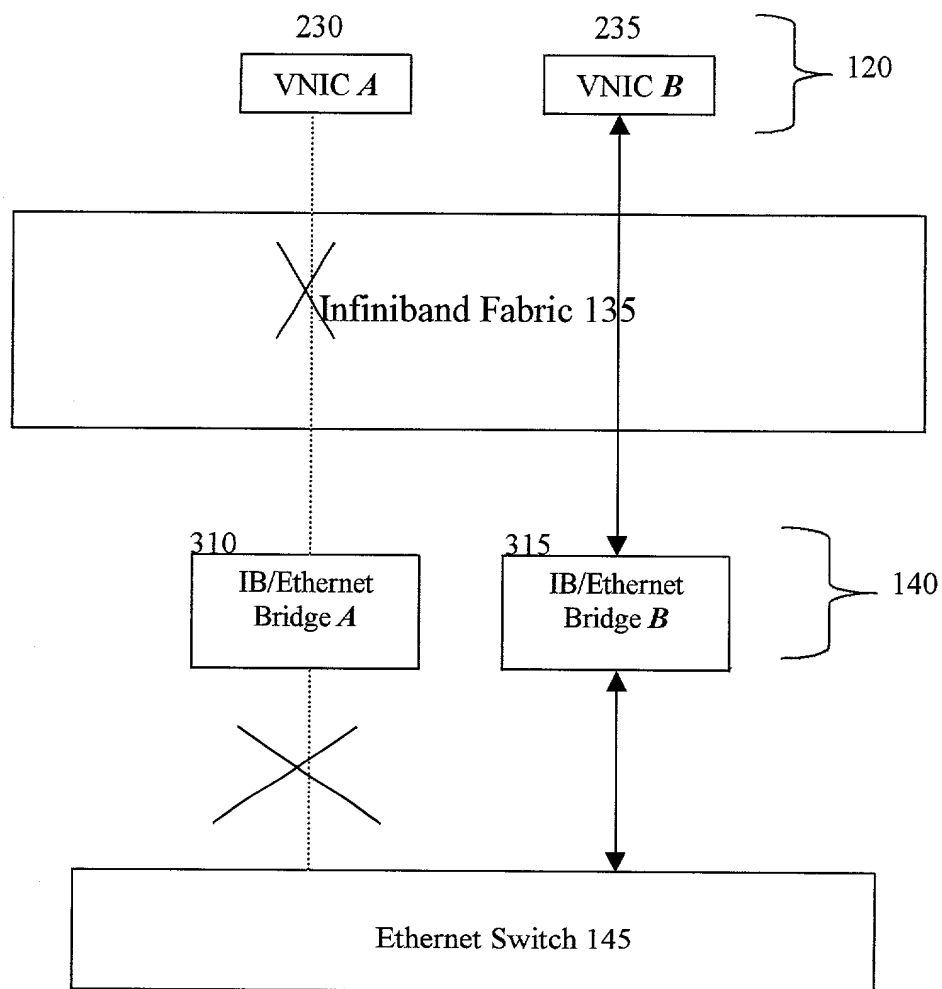 230 235
VNIC A VNIC B
120
Infiniband Fabric 135
310 315
IB/Ethernet
Bridge A
IB/Ethernet
Bridge B
140
Ethernet Switch 145